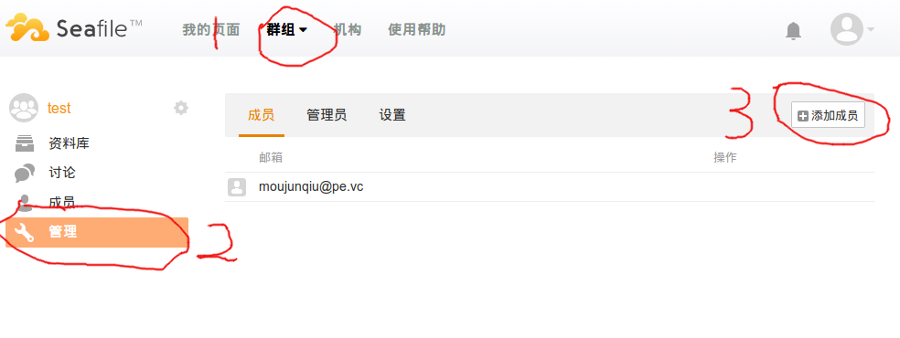 Seafile™ 我的页面 群组 机构 使用帮助
1
test
资料库
讨论
成员
管理
2
成员 管理员 设置
3
添加成员
邮箱 操作
moujunqiu@pe.vc